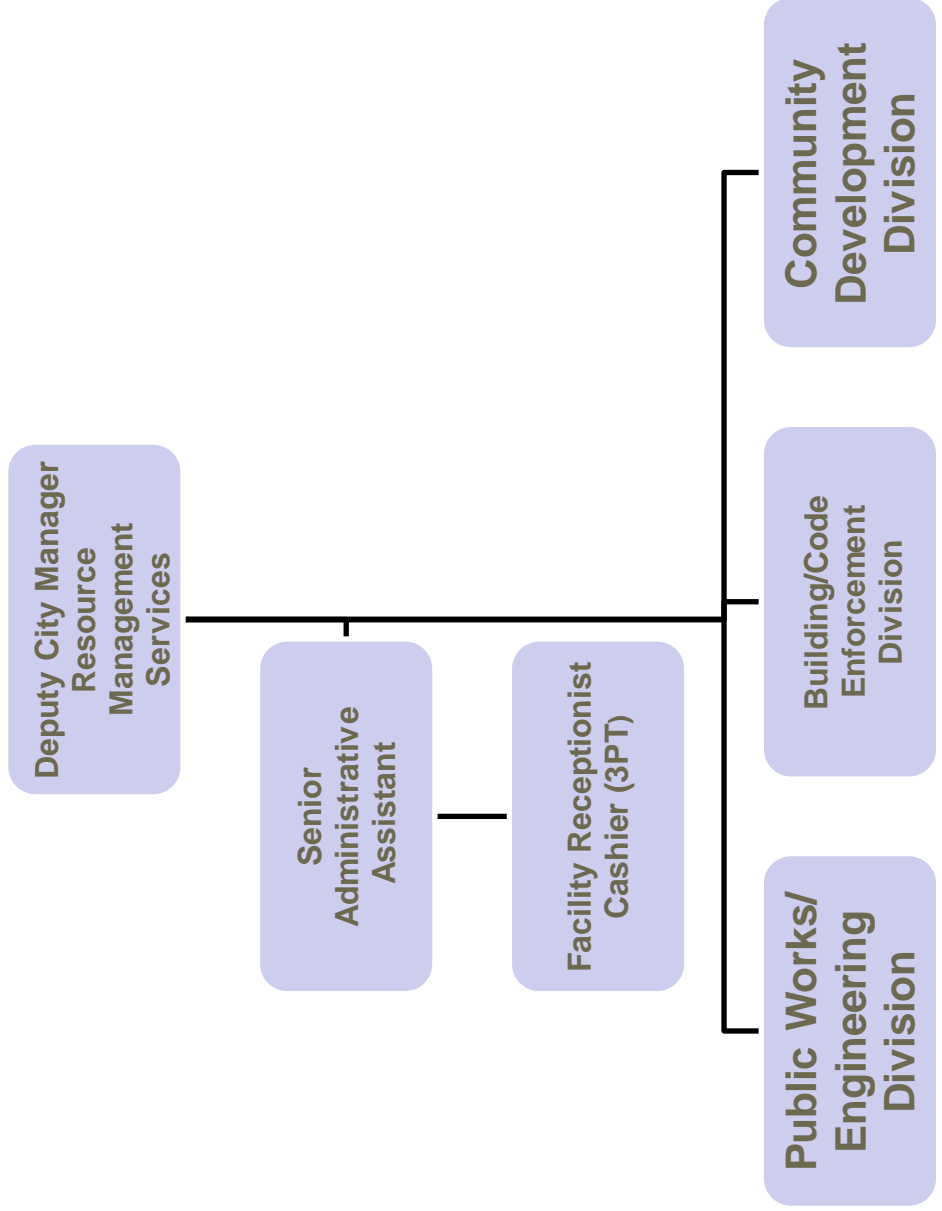 Deputy City Manager
Resource
Management
Services
Senior
Administrative
Assistant
Facility Receptionist
Cashier (3PT)
Public Works/
Engineering
Division
Building/Code
Enforcement
Division
Community
Development
Division